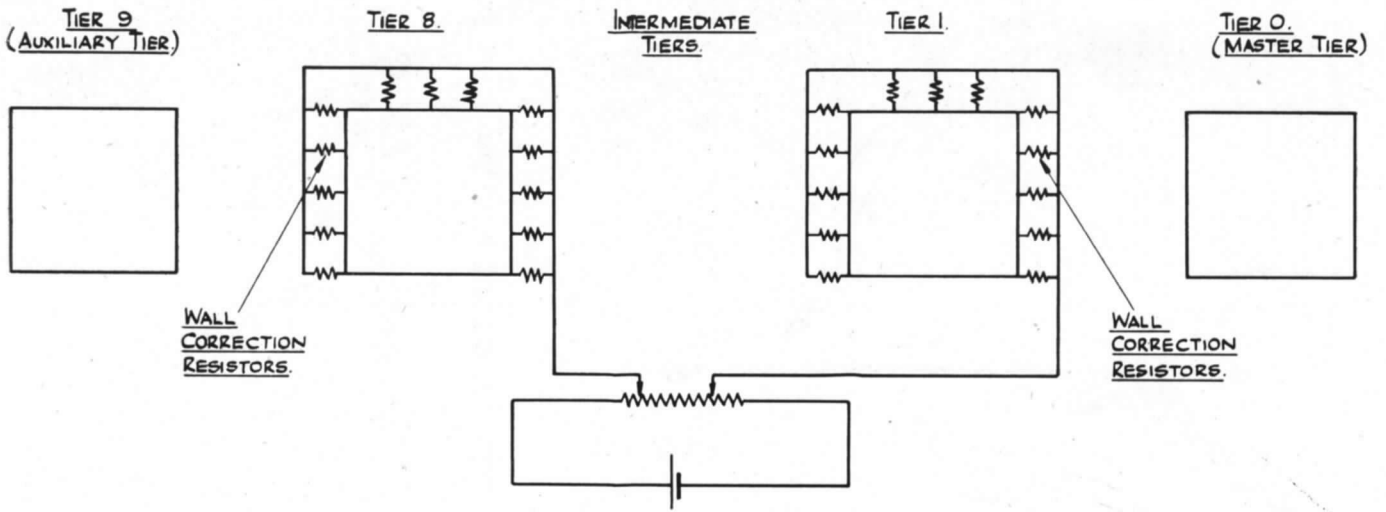 TIER 9
(AUXILIARY TIER.)
TIER 8.
INTERMEDIATE
TIERS.
TIER 1.
TIER 0.
(MASTER TIER)
WALL
CORRECTION
RESISTORS.
WALL
CORRECTION
RESISTORS.